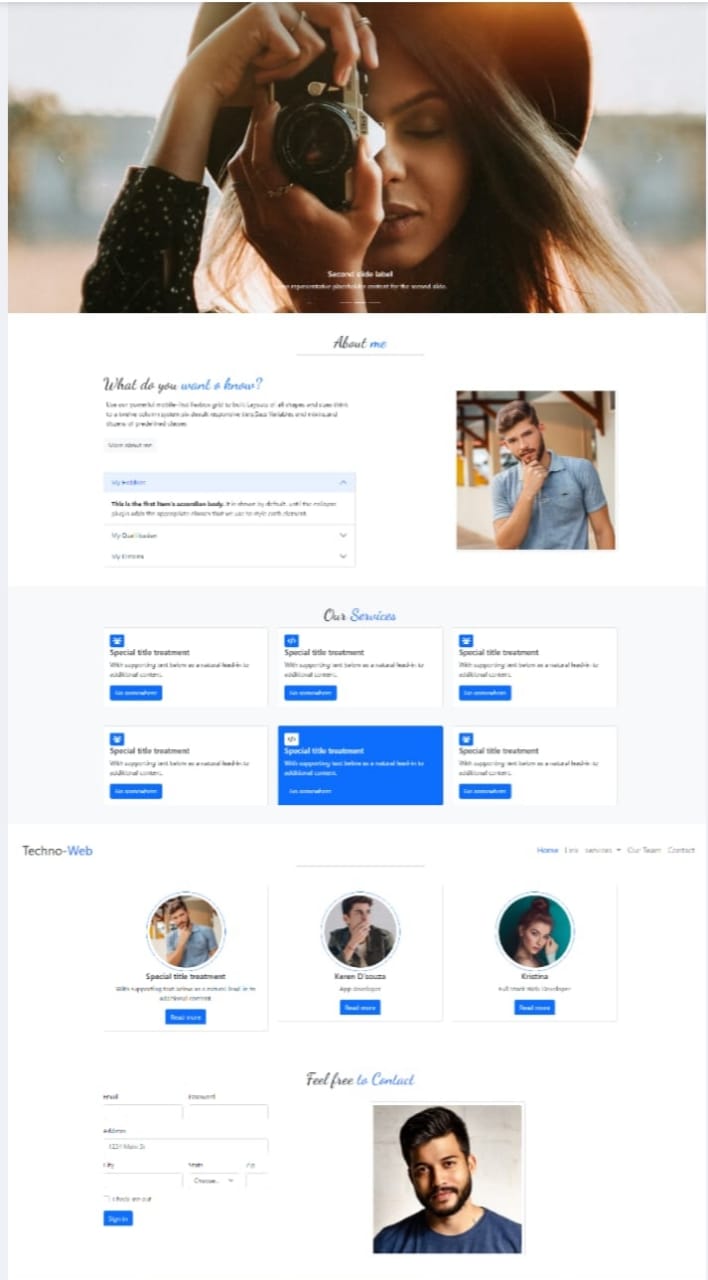 Second slide label
Some representative placeholder content for the second slide.
About me
What do you want o know?
Use our powerful mobile-first flexbox grid to built Layouts of all shapes and sizes
to a twelve column system six default responsive tiers,Sass Variables and mixins,and
dozens of predefined classes
More About me
My Hobbies
This is the first item's accordion body. It is shown by default, until the collapse
plugin adds the appropriate classes that we use to style each element.
My Qualification
Our Services
Special title treatment
With supporting text below as a natural lead-in to
additional content.
Go somewhere
Special title treatment
With supporting text below as a natural lead-in to
additional content.
Go somewhere
Special title treatment
With supporting text below as a natural lead-in to
additional content.
Go somewhere
Special title treatment
With supporting text below as a natural lead-in to
additional content.
Go somewhere
Special title treatment
With supporting text below as a natural lead-in to
additional content.
Go somewhere
Special title treatment
With supporting text below as a natural lead-in to
additional content.
Go somewhere
Techno-Web
Home Link services Our Team Contact
Special title treatment
With supporting text below as a natural lead-in to
additional content.
Read more
Karen D'souza
App developer
Read more
Kristina
Full Stack Web Developer
Read more
Feel free to Contact
Email Password
Address
1234 Main St
City State Zip
Choose...
Check me out
Sign in